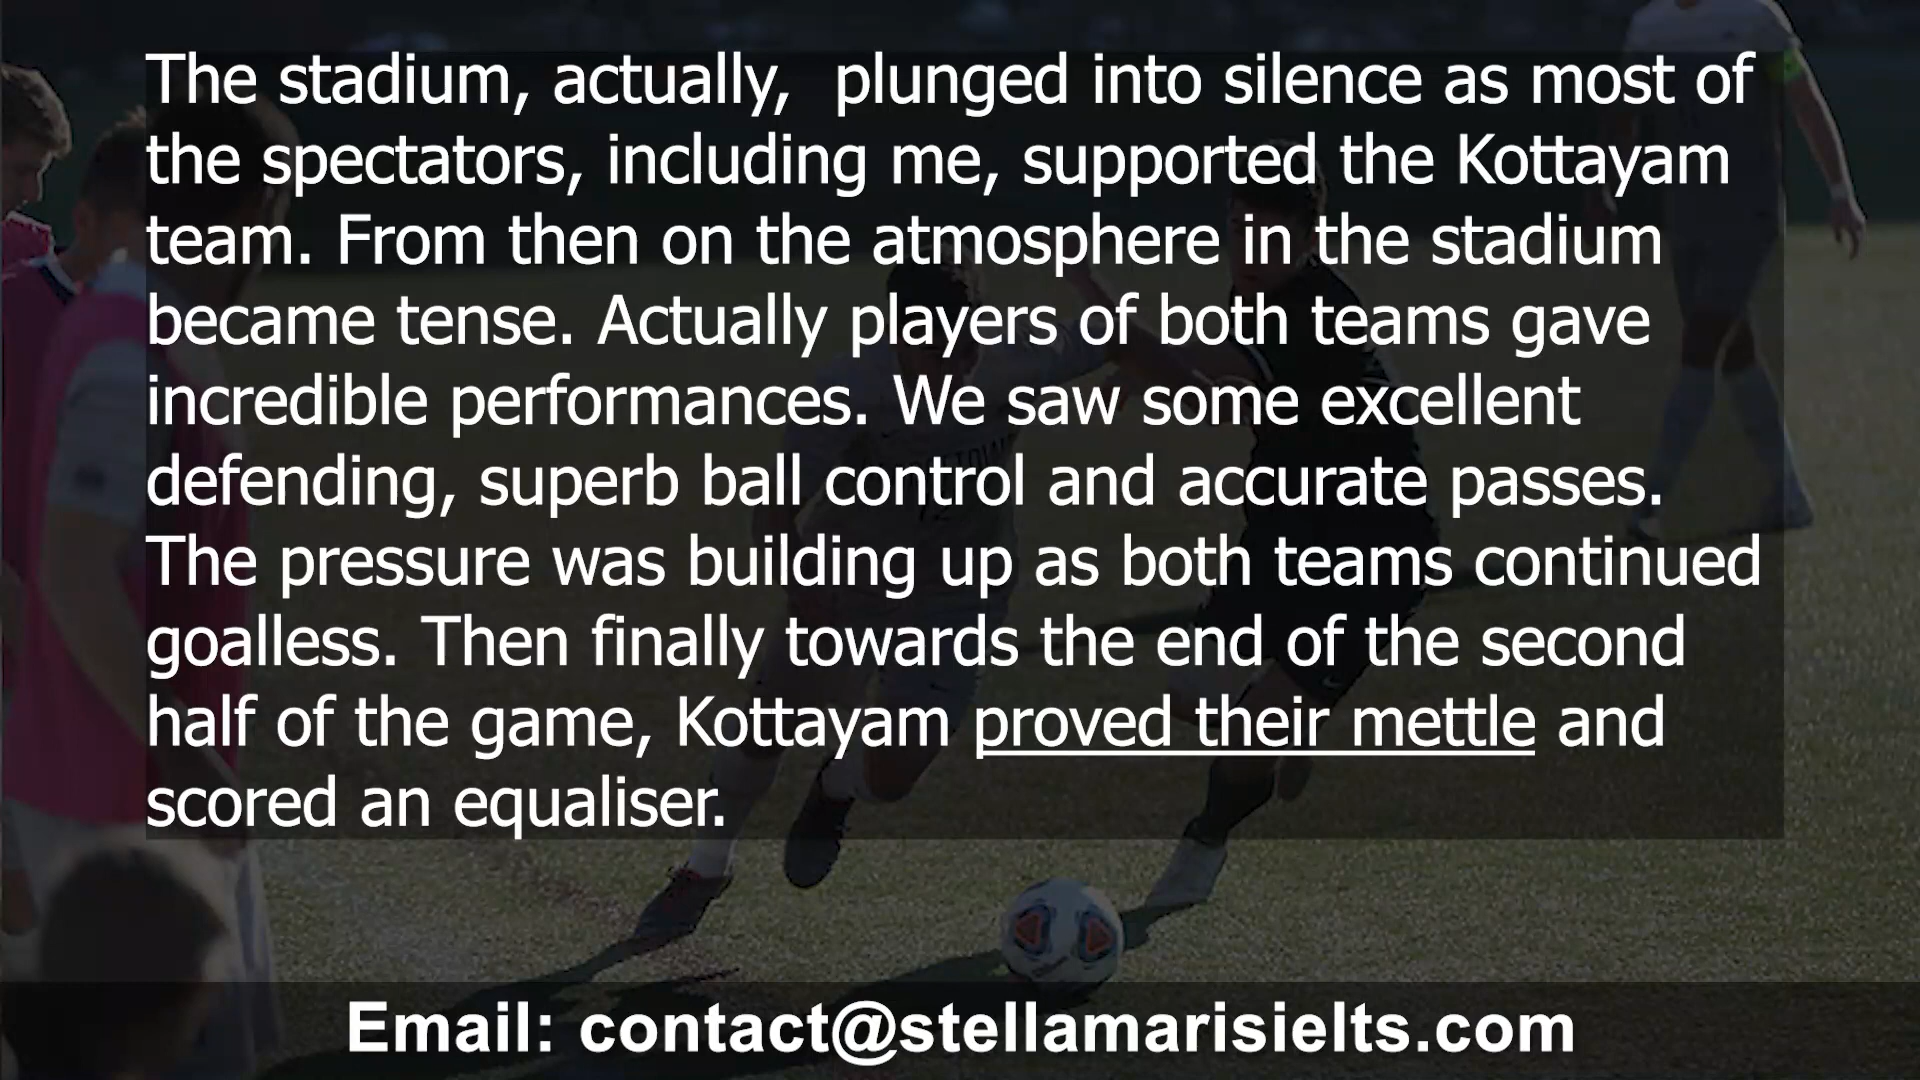 The stadium, actually,  plunged into silence as most of
the spectators, including me, supported the Kottayam
team. From then on the atmosphere in the stadium
became tense. Actually players of both teams gave
incredible performances. We saw some excellent
defending, superb ball control and accurate passes.
The pressure was building up as both teams continued
goalless. Then finally towards the end of the second
half of the game, Kottayam proved their mettle and
scored an equaliser.
Email: contact@stellamarisielts.com